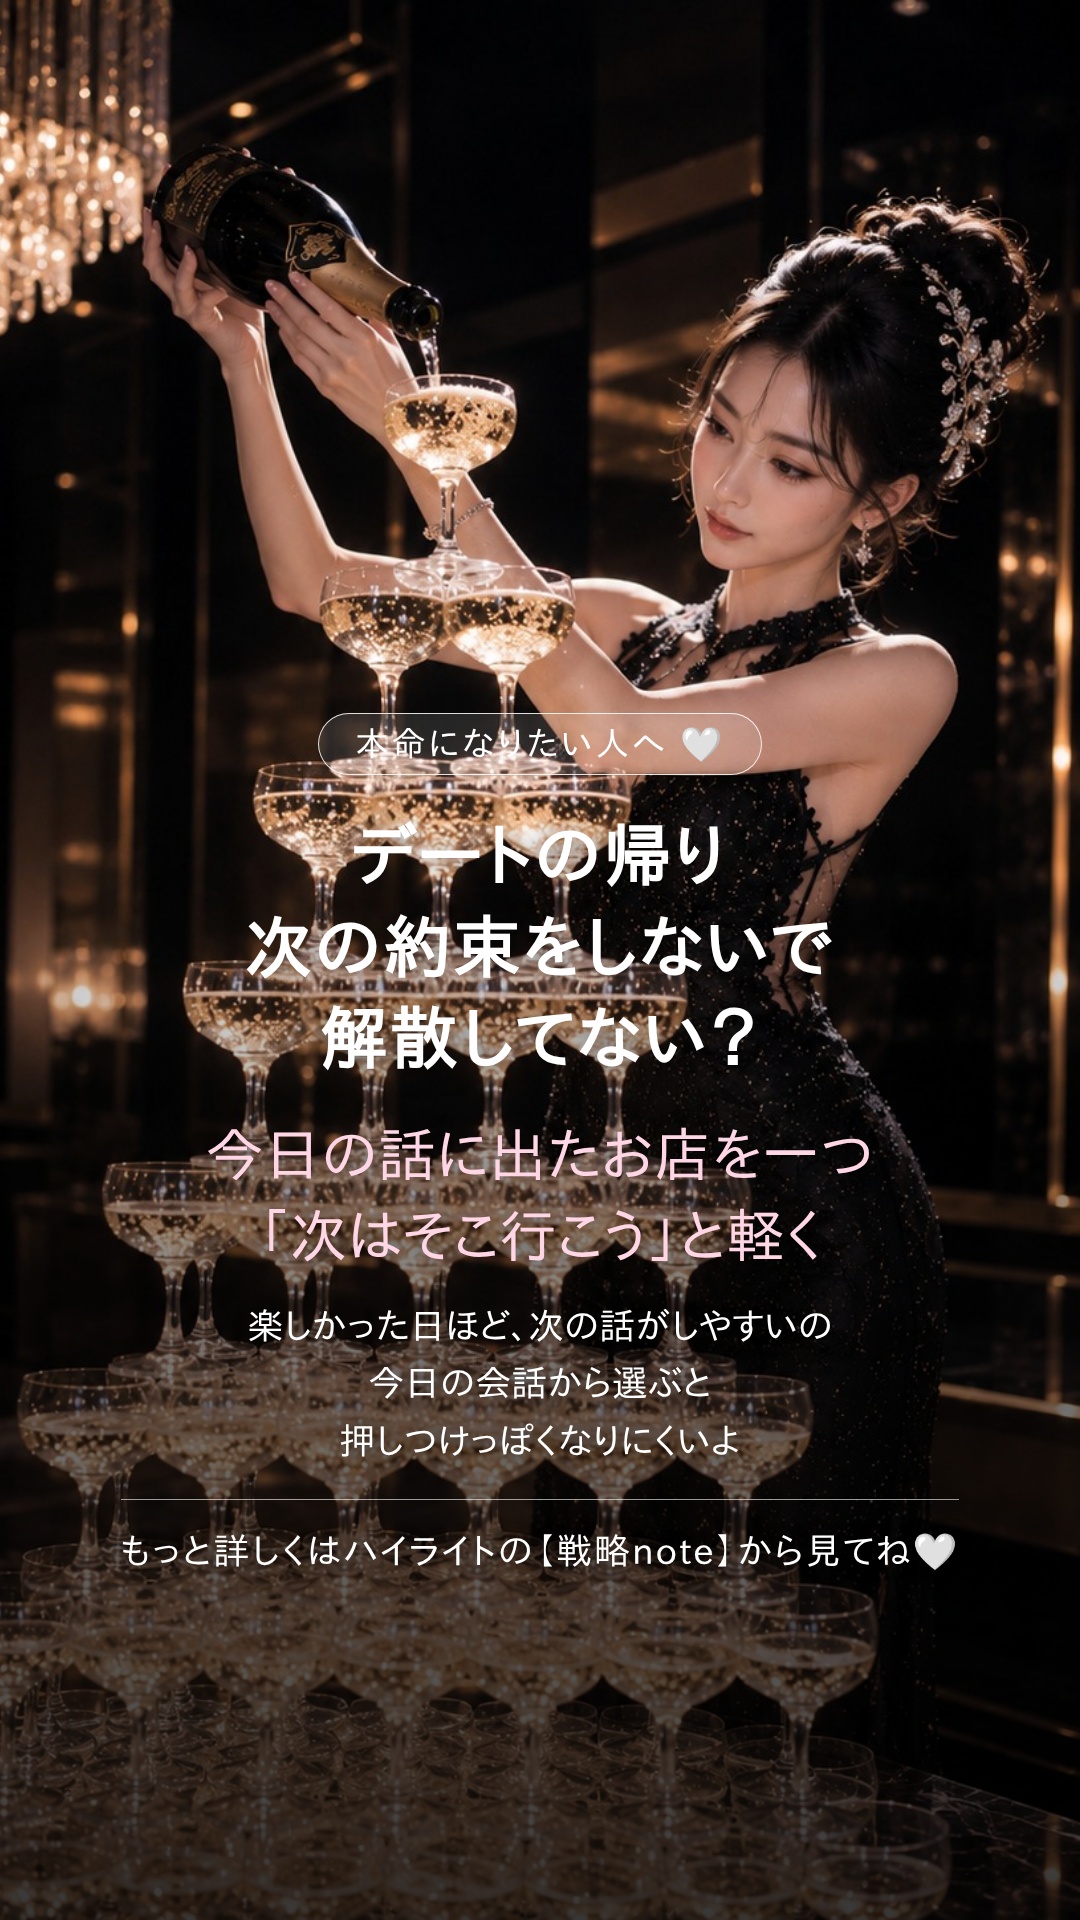 本命になりたい人へ 🤍
デートの帰り
次の約束をしないで
解散してない？
今日の話に出たお店を一つ
「次はそこ行こう」と軽く
楽しかった日ほど、次の話がしやすいの
今日の会話から選ぶと
押しつけっぽくなりにくいよ
もっと詳しくはハイライトの【戦略note】から見てね🤍